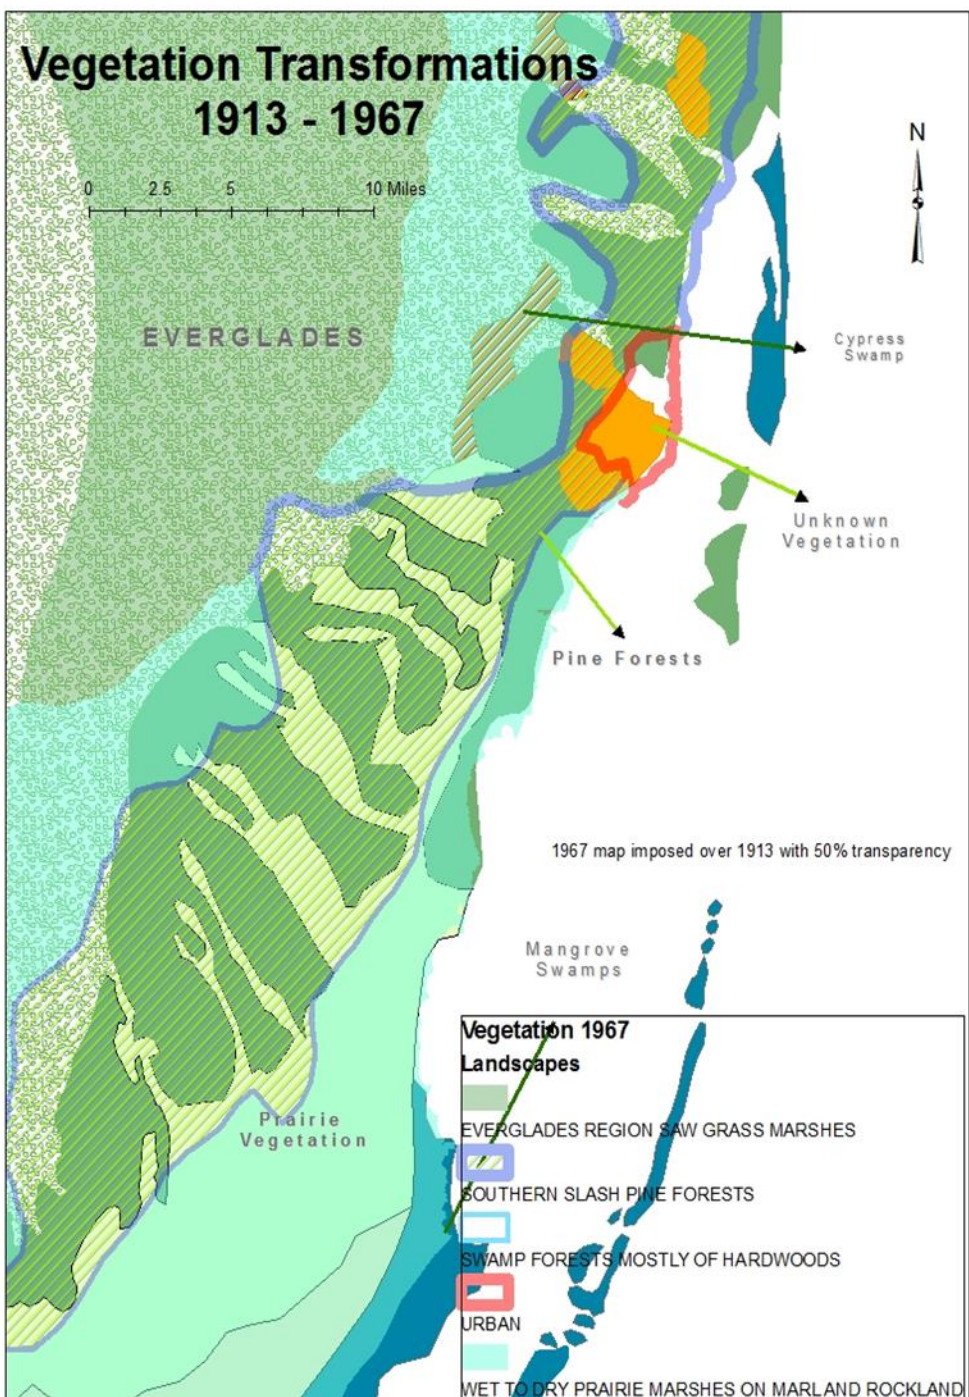 Vegetation Transformations
1913 - 1967
0 2.5 5 10 Miles
N
EVERGLADES
Cypress
Swamp
Unknown
Vegetation
Pine Forests
1967 map imposed over 1913 with 50% transparency
Mangrove
Swamps
Prairie
Vegetation
Vegetation 1967
Landscapes
EVERGLADES REGION SAW GRASS MARSHES
SOUTHERN SLASH PINE FORESTS
SWAMP FORESTS MOSTLY OF HARDWOODS
URBAN
WET TO DRY PRAIRIE MARSHES ON MARL AND ROCKLAND